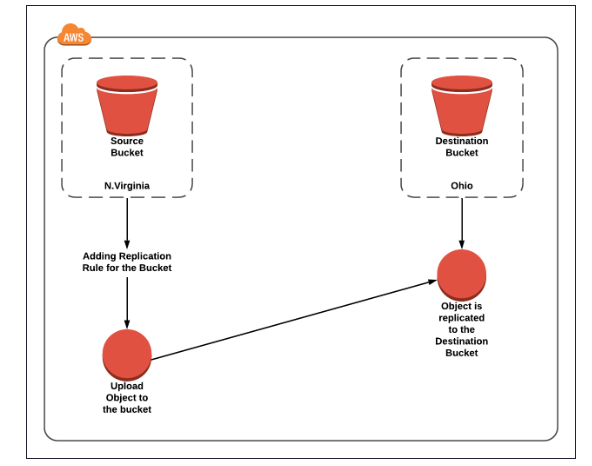 AWS
Source
Bucket
N.Virginia
Destination
Bucket
Ohio
Adding Replication
Rule for the Bucket
Upload
Object to
the bucket
Object is
replicated
to the
Destination
Bucket